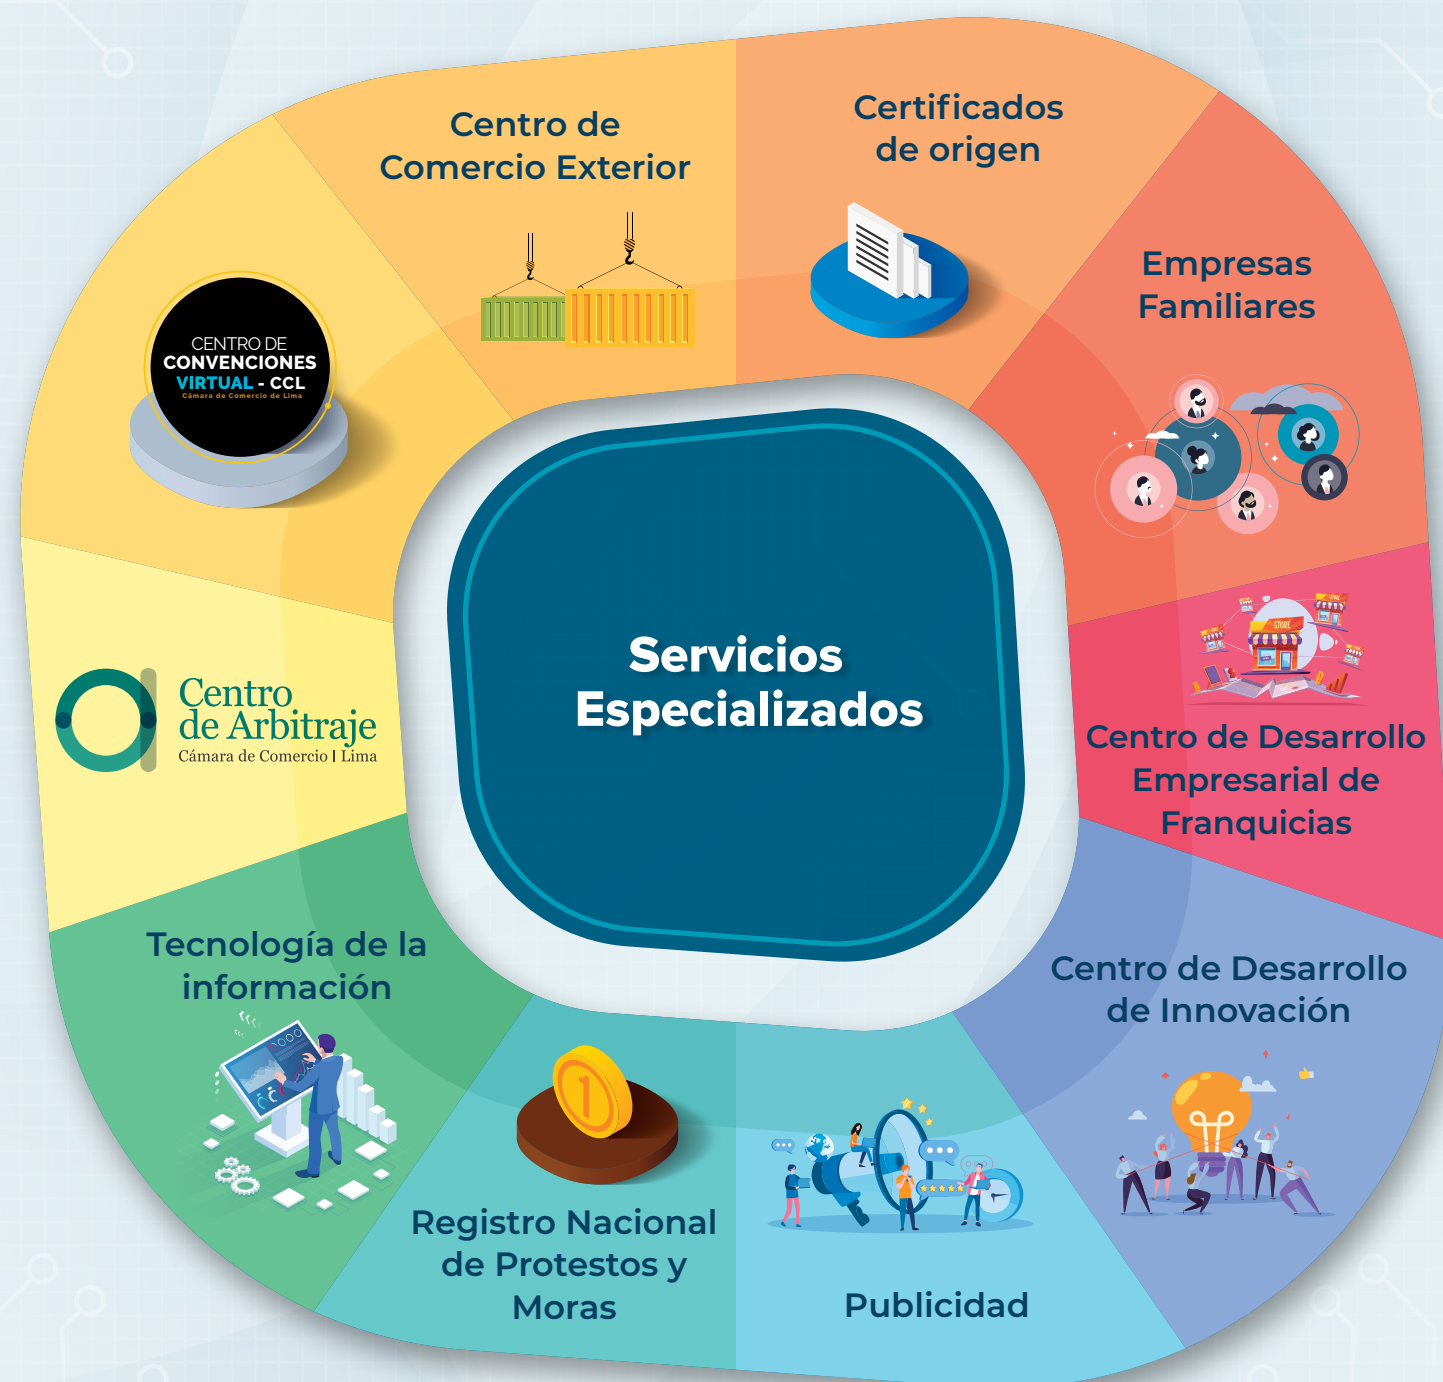 Centro de
Comercio Exterior
Certificados
de origen
Empresas
Familiares
CENTRO DE
CONVENCIONES
VIRTUAL - CCL
Cámara de Comercio de Lima
STORE
Servicios
Especializados
Centro
de Arbitraje
Cámara de Comercio | Lima
Centro de Desarrollo
Empresarial de
Franquicias
Tecnología de la
información
Centro de Desarrollo
de Innovación
1
Registro Nacional
de Protestos y
Moras
Publicidad